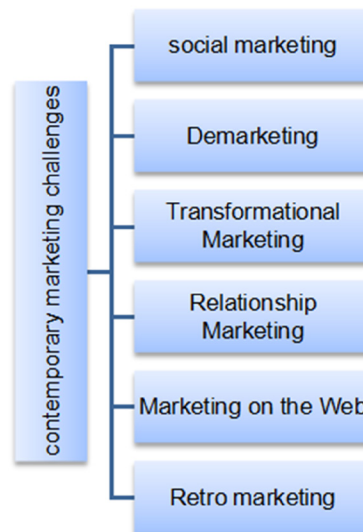 contemporary marketing challenges
social marketing
Demarketing
Transformational
Marketing
Relationship
Marketing
Marketing on the Web
Retro marketing